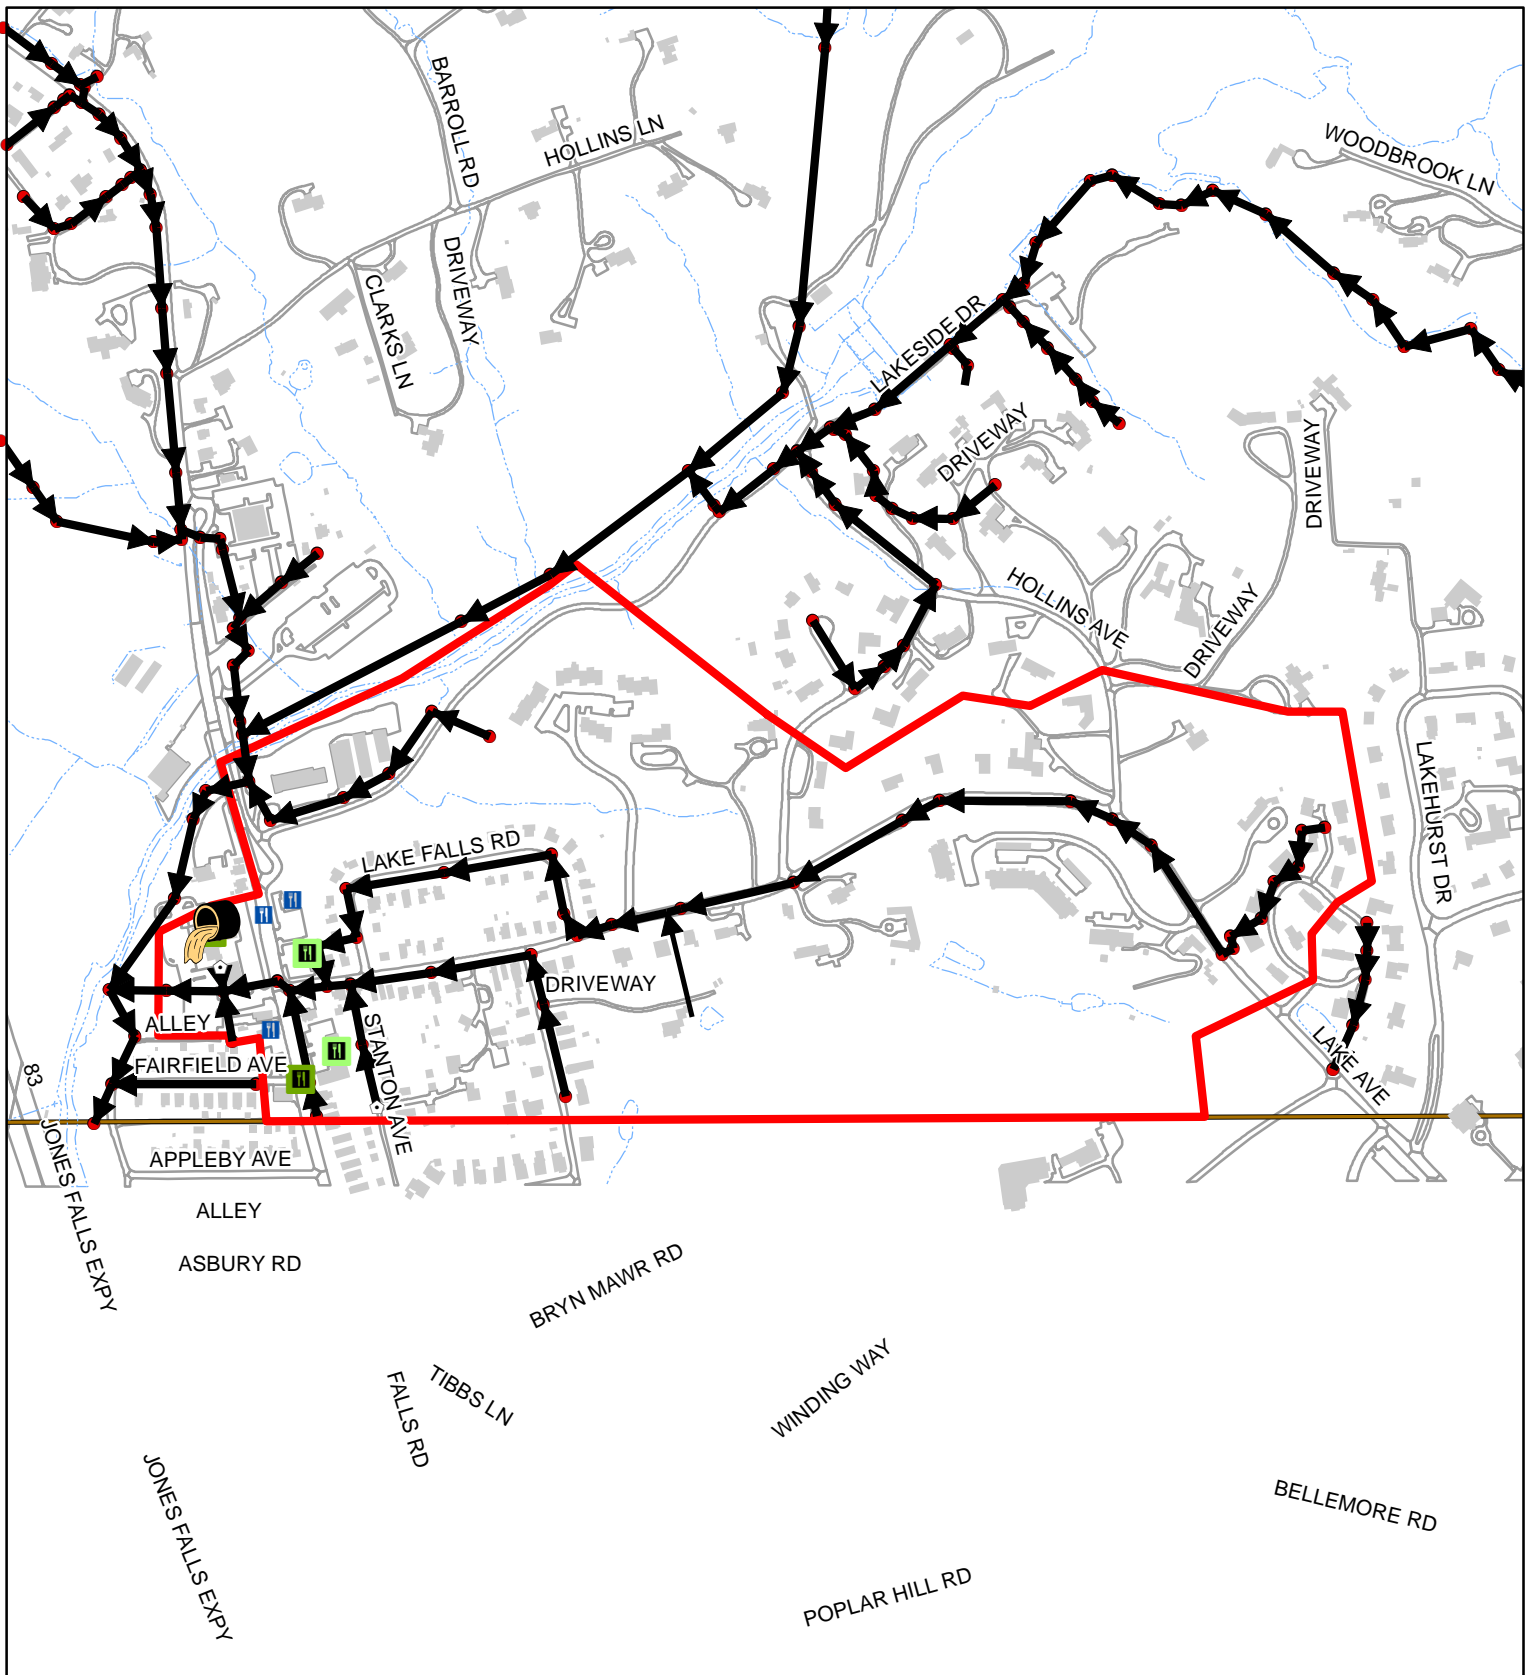 BARROLL RD
HOLLINS LN
WOODBROOK LN
DRIVEWAY
CLARKS LN
LAKESIDE DR
DRIVEWAY
DRIVEWAY
HOLLINS AVE
DRIVEWAY
LAKEHURST DR
LAKE FALLS RD
DRIVEWAY
ALLEY
STANTON AVE
FAIRFIELD AVE
LAKE AVE
83
JONES FALLS EXPY
APPLEBY AVE
ALLEY
ASBURY RD
BRYN MAWR RD
TIBBS LN
FALLS RD
WINDING WAY
JONES FALLS EXPY
BELLEMORE RD
POPLAR HILL RD